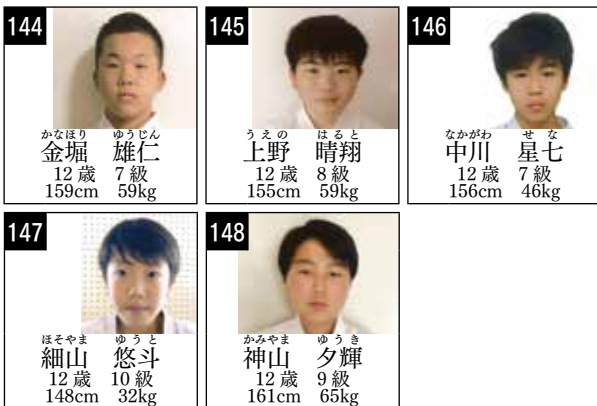 144
かなほり ゆうじん
金堀 雄仁
12歳 7級
159cm 59kg
145
うえの はると
上野 晴翔
12歳 8級
155cm 59kg
146
なかがわ せな
中川 星七
12歳 7級
156cm 46kg
147
ほそやま ゆうと
細山 悠斗
12歳 10級
148cm 32kg
148
かみやま ゆうき
神山 夕輝
12歳 9級
161cm 65kg